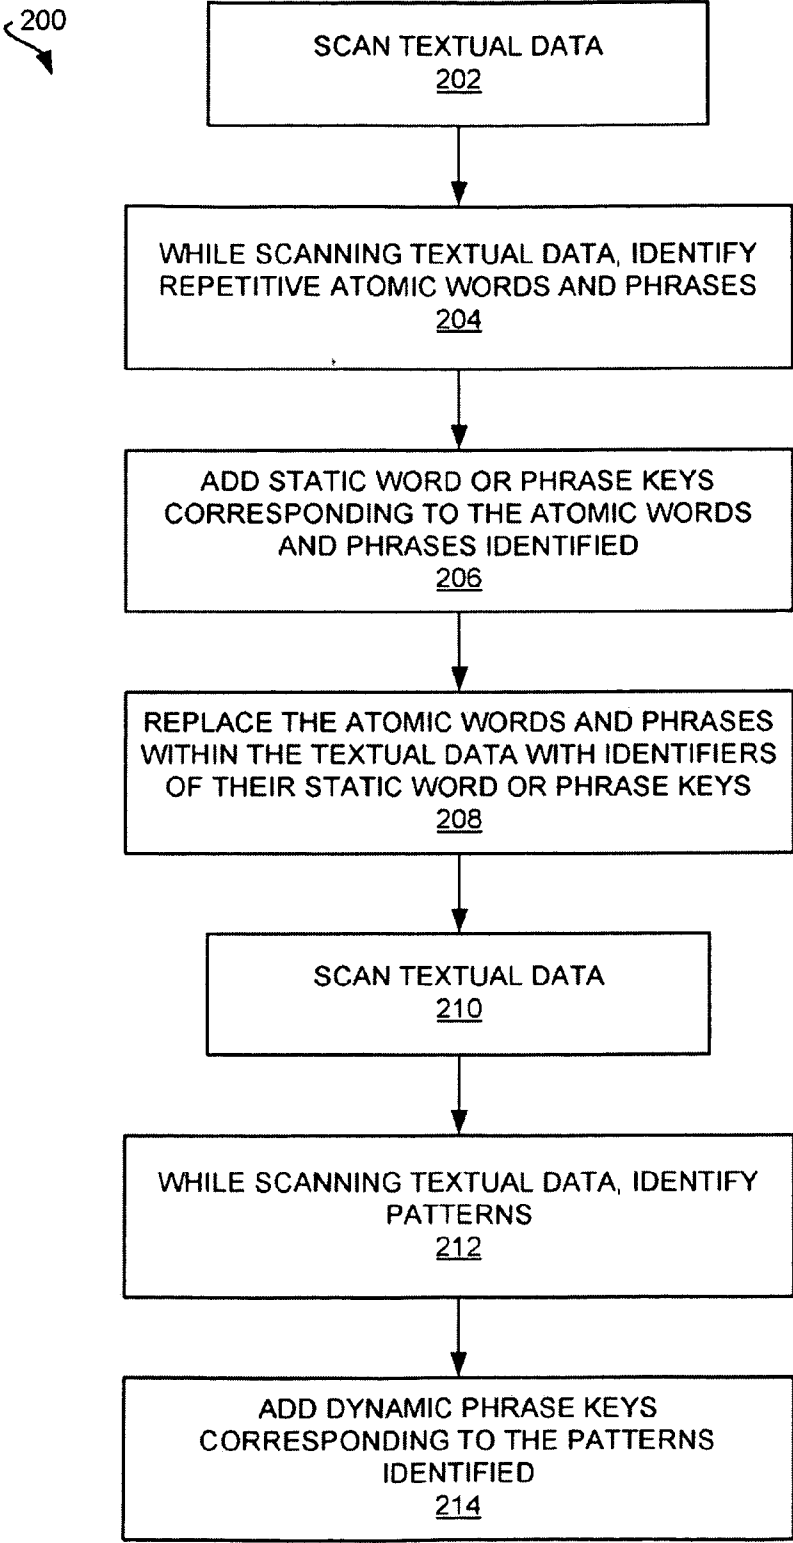 200
SCAN TEXTUAL DATA
202
WHILE SCANNING TEXTUAL DATA, IDENTIFY
REPETITIVE ATOMIC WORDS AND PHRASES
204
ADD STATIC WORD OR PHRASE KEYS
CORRESPONDING TO THE ATOMIC WORDS
AND PHRASES IDENTIFIED
206
REPLACE THE ATOMIC WORDS AND PHRASES
WITHIN THE TEXTUAL DATA WITH IDENTIFIERS
OF THEIR STATIC WORD OR PHRASE KEYS
208
SCAN TEXTUAL DATA
210
WHILE SCANNING TEXTUAL DATA, IDENTIFY
PATTERNS
212
ADD DYNAMIC PHRASE KEYS
CORRESPONDING TO THE PATTERNS
IDENTIFIED
214